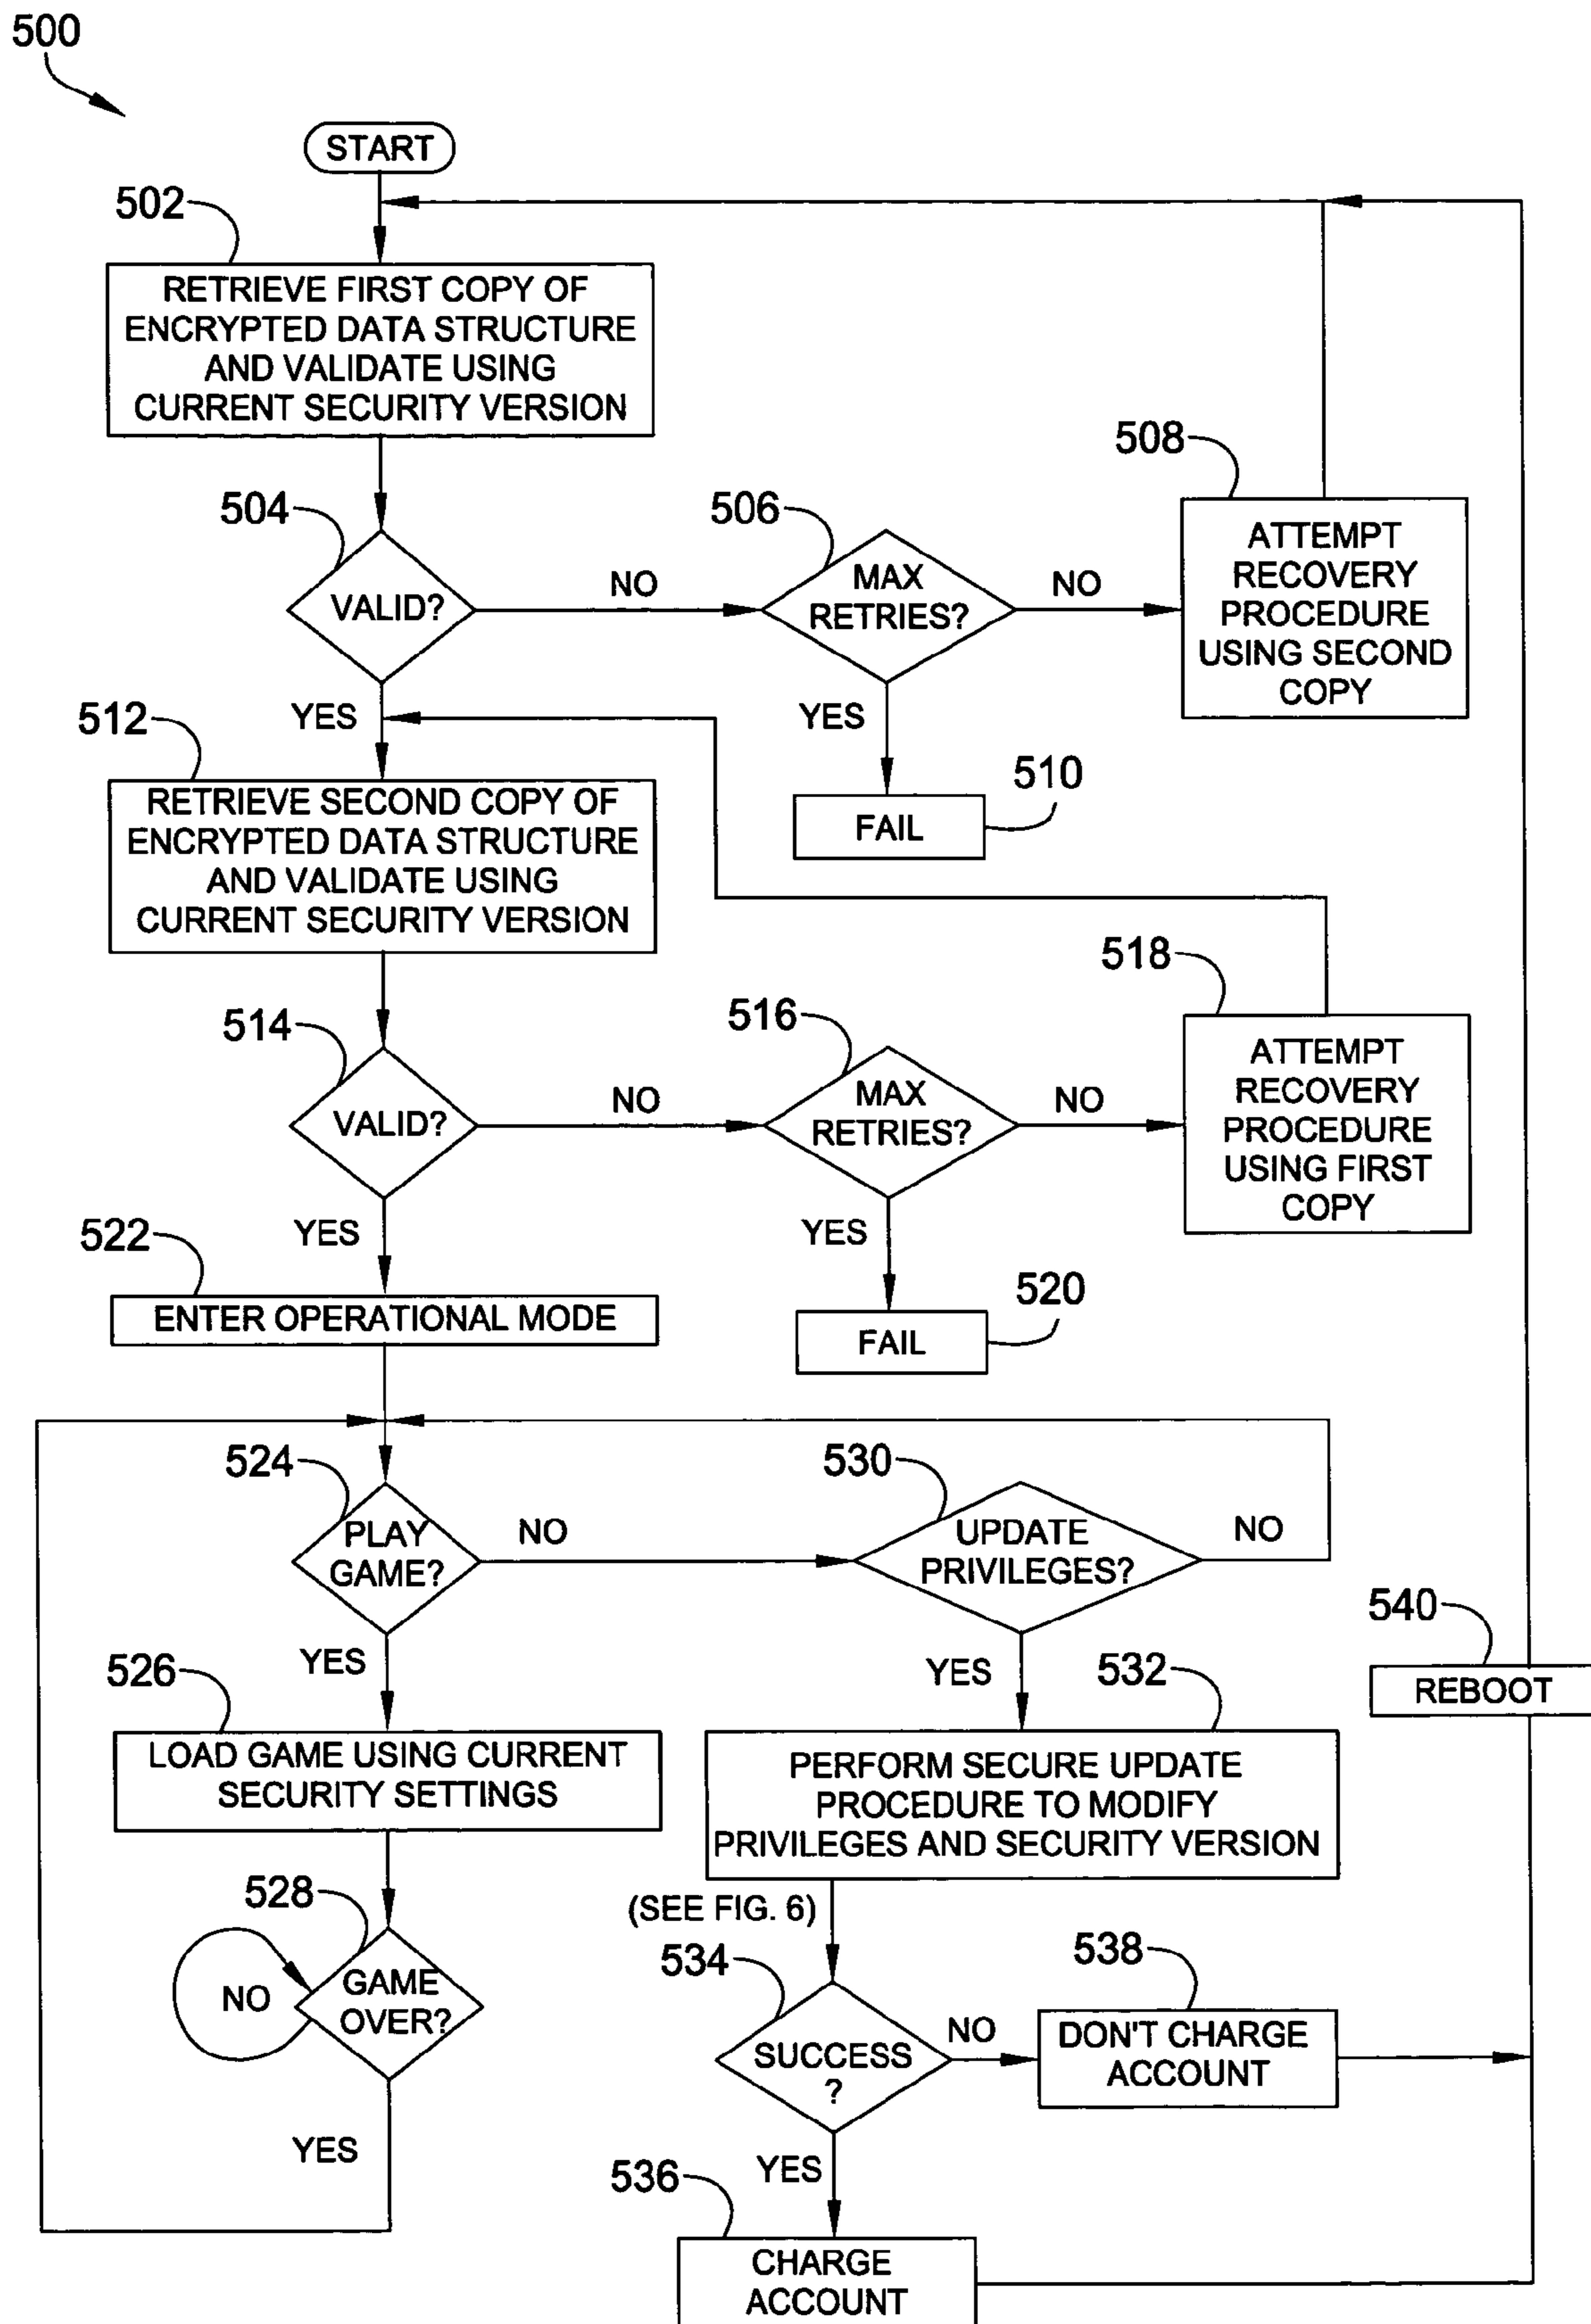 500
START
502
RETRIEVE FIRST COPY OF
ENCRYPTED DATA STRUCTURE
AND VALIDATE USING
CURRENT SECURITY VERSION
504
VALID?
NO
506
MAX
RETRIES?
NO
508
ATTEMPT
RECOVERY
PROCEDURE
USING SECOND
COPY
YES
YES
510
FAIL
512
RETRIEVE SECOND COPY OF
ENCRYPTED DATA STRUCTURE
AND VALIDATE USING
CURRENT SECURITY VERSION
514
VALID?
NO
516
MAX
RETRIES?
NO
518
ATTEMPT
RECOVERY
PROCEDURE
USING FIRST
COPY
YES
YES
520
FAIL
522
ENTER OPERATIONAL MODE
524
PLAY
GAME?
NO
530
UPDATE
PRIVILEGES?
NO
YES
526
LOAD GAME USING CURRENT
SECURITY SETTINGS
YES
532
PERFORM SECURE UPDATE
PROCEDURE TO MODIFY
PRIVILEGES AND SECURITY VERSION
(SEE FIG. 6)
540
REBOOT
528
GAME
OVER?
NO
YES
534
SUCCESS
?
NO
538
DON'T CHARGE
ACCOUNT
YES
536
CHARGE
ACCOUNT